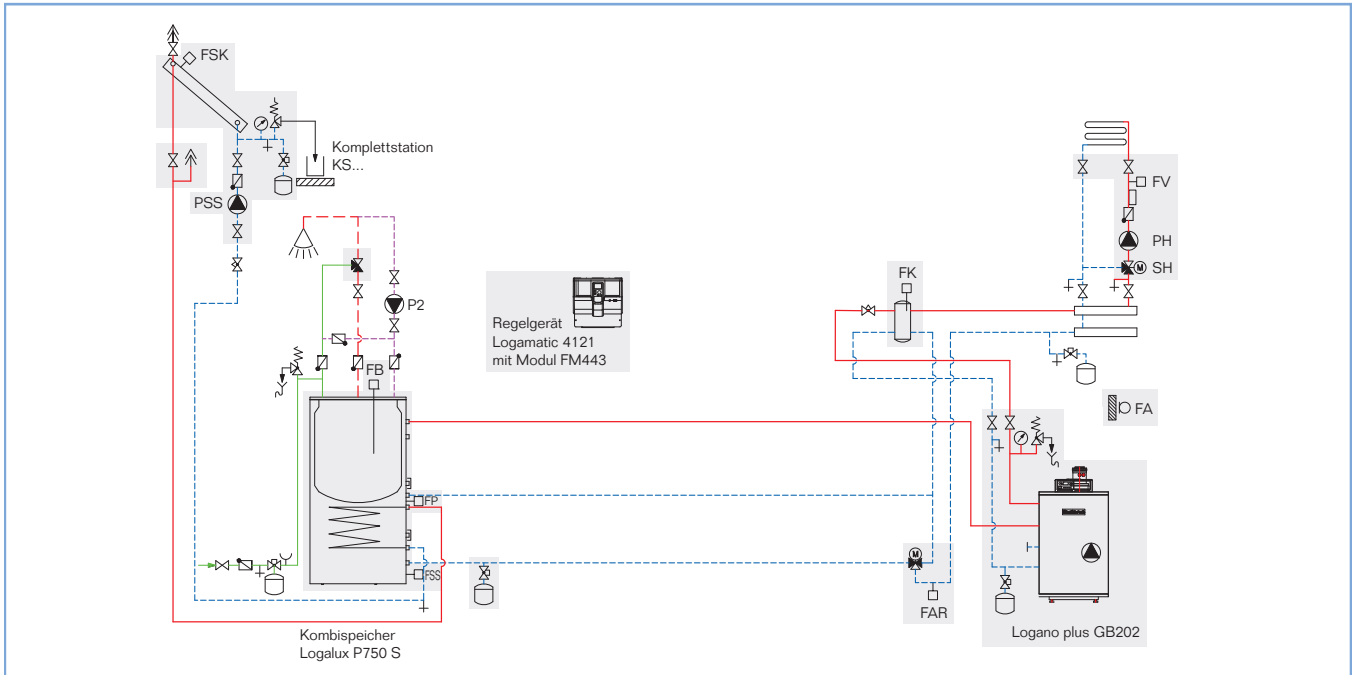 FSK
Komplettstation
KS...
PSS
P2
FB
Regelgerät
Logamatic 4121
mit Modul FM443
FK
FV
PH
M
SH
FA
FP
FSS
M
FAR
Kombispeicher
Logalux P750 S
Logano plus GB202